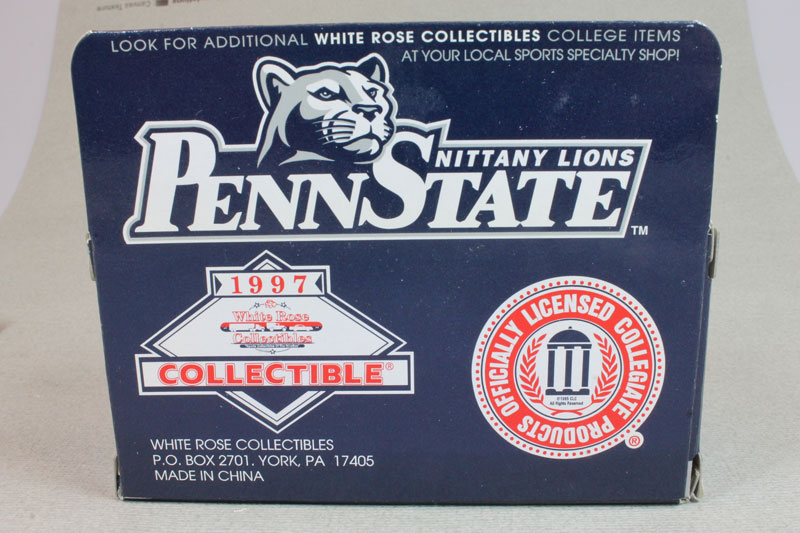 LOOK FOR ADDITIONAL WHITE ROSE COLLECTIBLES COLLEGE ITEMS
AT YOUR LOCAL SPORTS SPECIALTY SHOP!
NITTANY LIONS
PENNSTATE
TM
1997
White Rose
Collectibles
COLLECTIBLE®
OFFICIALLY LICENSED COLLEGIATE PRODUCTS
®
WHITE ROSE COLLECTIBLES
P.O. BOX 2701. YORK, PA 17405
MADE IN CHINA